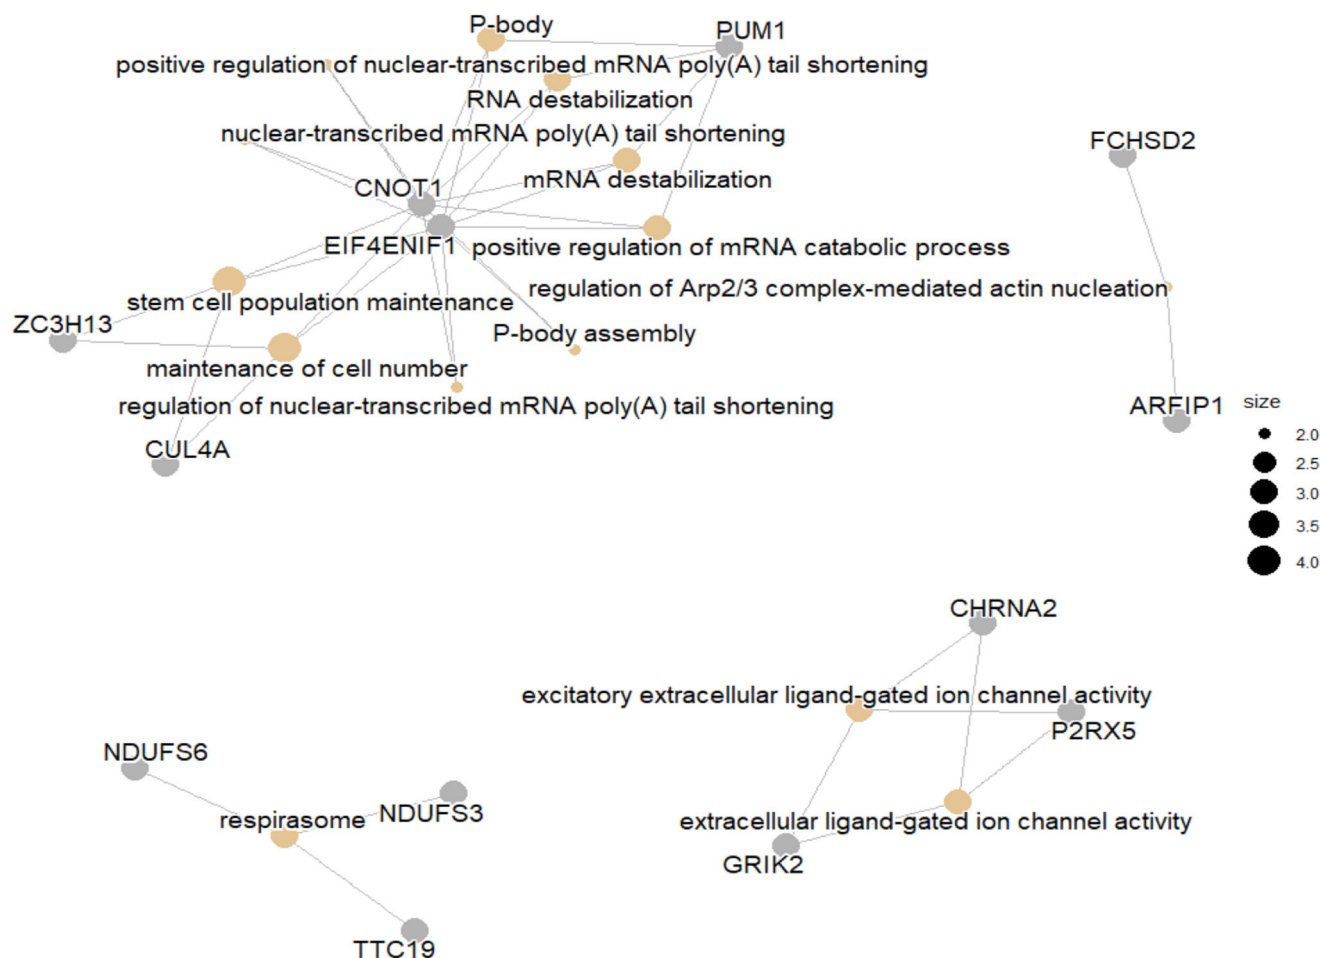 P-body
PUM1
positive regulation of nuclear-transcribed mRNA poly(A) tail shortening
RNA destabilization
nuclear-transcribed mRNA poly(A) tail shortening
FCHSD2
CNOT1
mRNA destabilization
EIF4ENIF1
positive regulation of mRNA catabolic process
regulation of Arp2/3 complex-mediated actin nucleation
stem cell population maintenance
ZC3H13
P-body assembly
maintenance of cell number
regulation of nuclear-transcribed mRNA poly(A) tail shortening
ARFIP1
size
2.0
CUL4A
2.5
3.0
3.5
4.0
CHRNA2
excitatory extracellular ligand-gated ion channel activity
P2RX5
NDUFS6
respirasome
NDUFS3
extracellular ligand-gated ion channel activity
GRIK2
TTC19